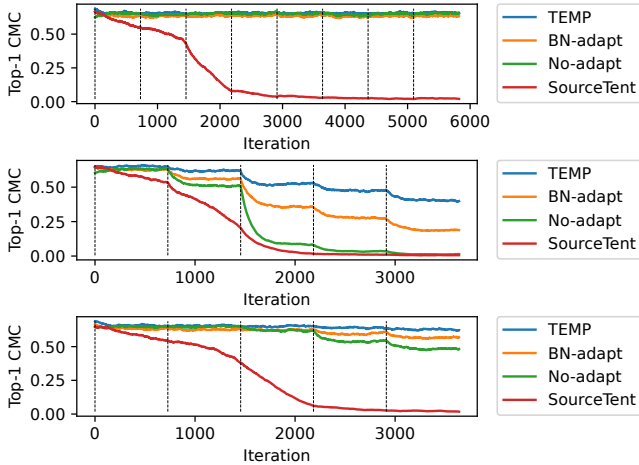 Top-1 CMC
0.50
0.25
0.00
0 1000 2000 3000 4000 5000 6000
Iteration
TEMP
BN-adapt
No-adapt
SourceTent
Top-1 CMC
0.50
0.25
0.00
0 1000 2000 3000
Iteration
TEMP
BN-adapt
No-adapt
SourceTent
Top-1 CMC
0.50
0.25
0.00
0 1000 2000 3000
Iteration
TEMP
BN-adapt
No-adapt
SourceTent